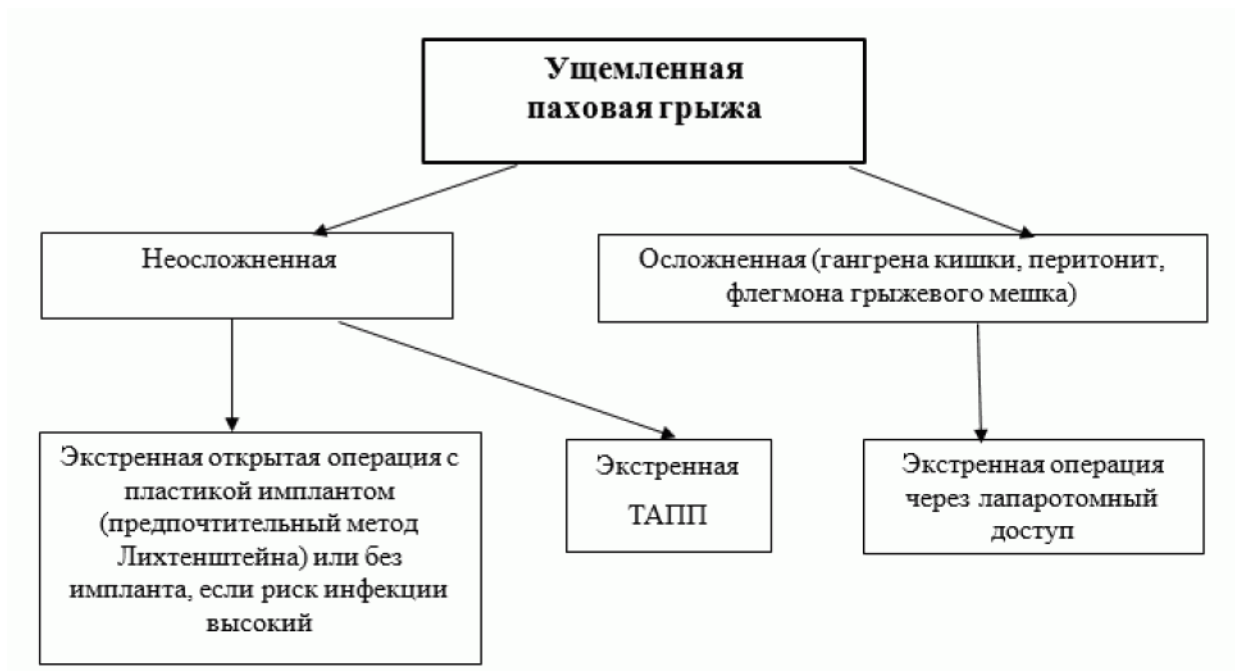 Ущемленная
паховая грыжа
Неосложненная
Осложненная (гангрена кишки, перитонит,
флегмона грыжевого мешка)
Экстренная открытая операция с
пластикой имплантом
(предпочтительный метод
Лихтенштейна) или без
импланта, если риск инфекции
высокий
Экстренная
ТАПП
Экстренная операция
через лапаротомный
доступ